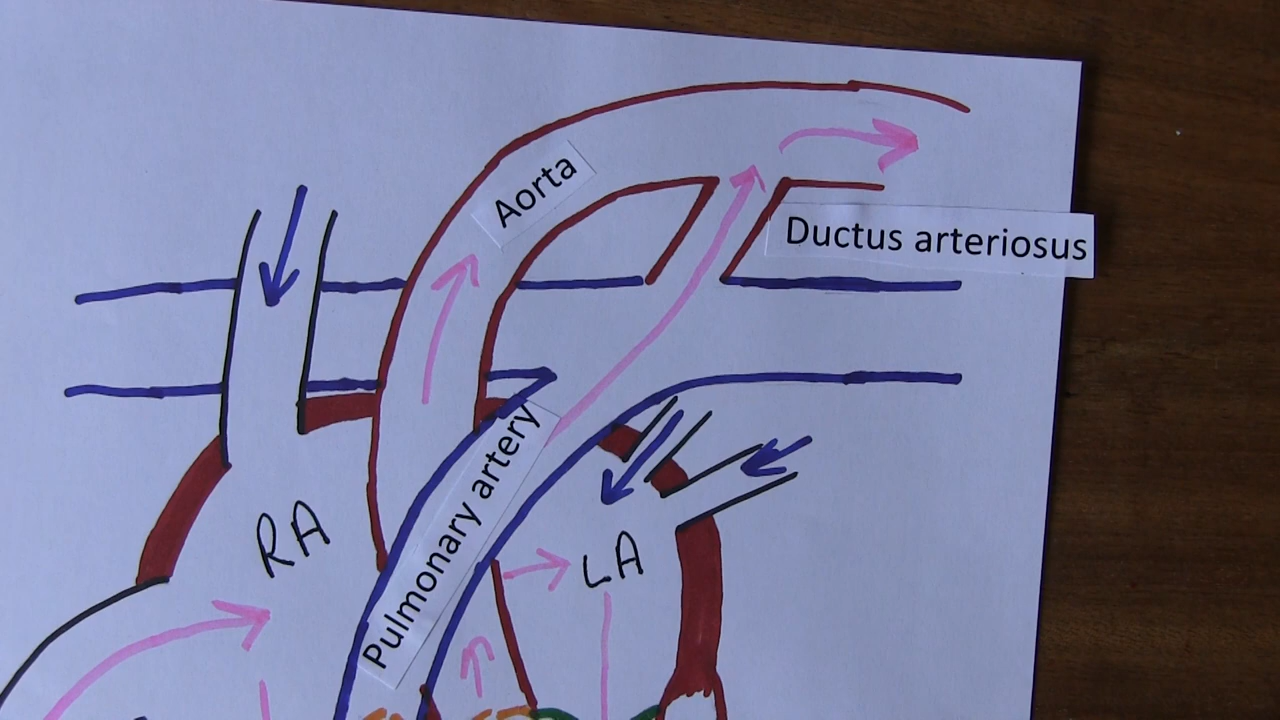 Aorta
Ductus arteriosus
Pulmonary artery
RA
LA